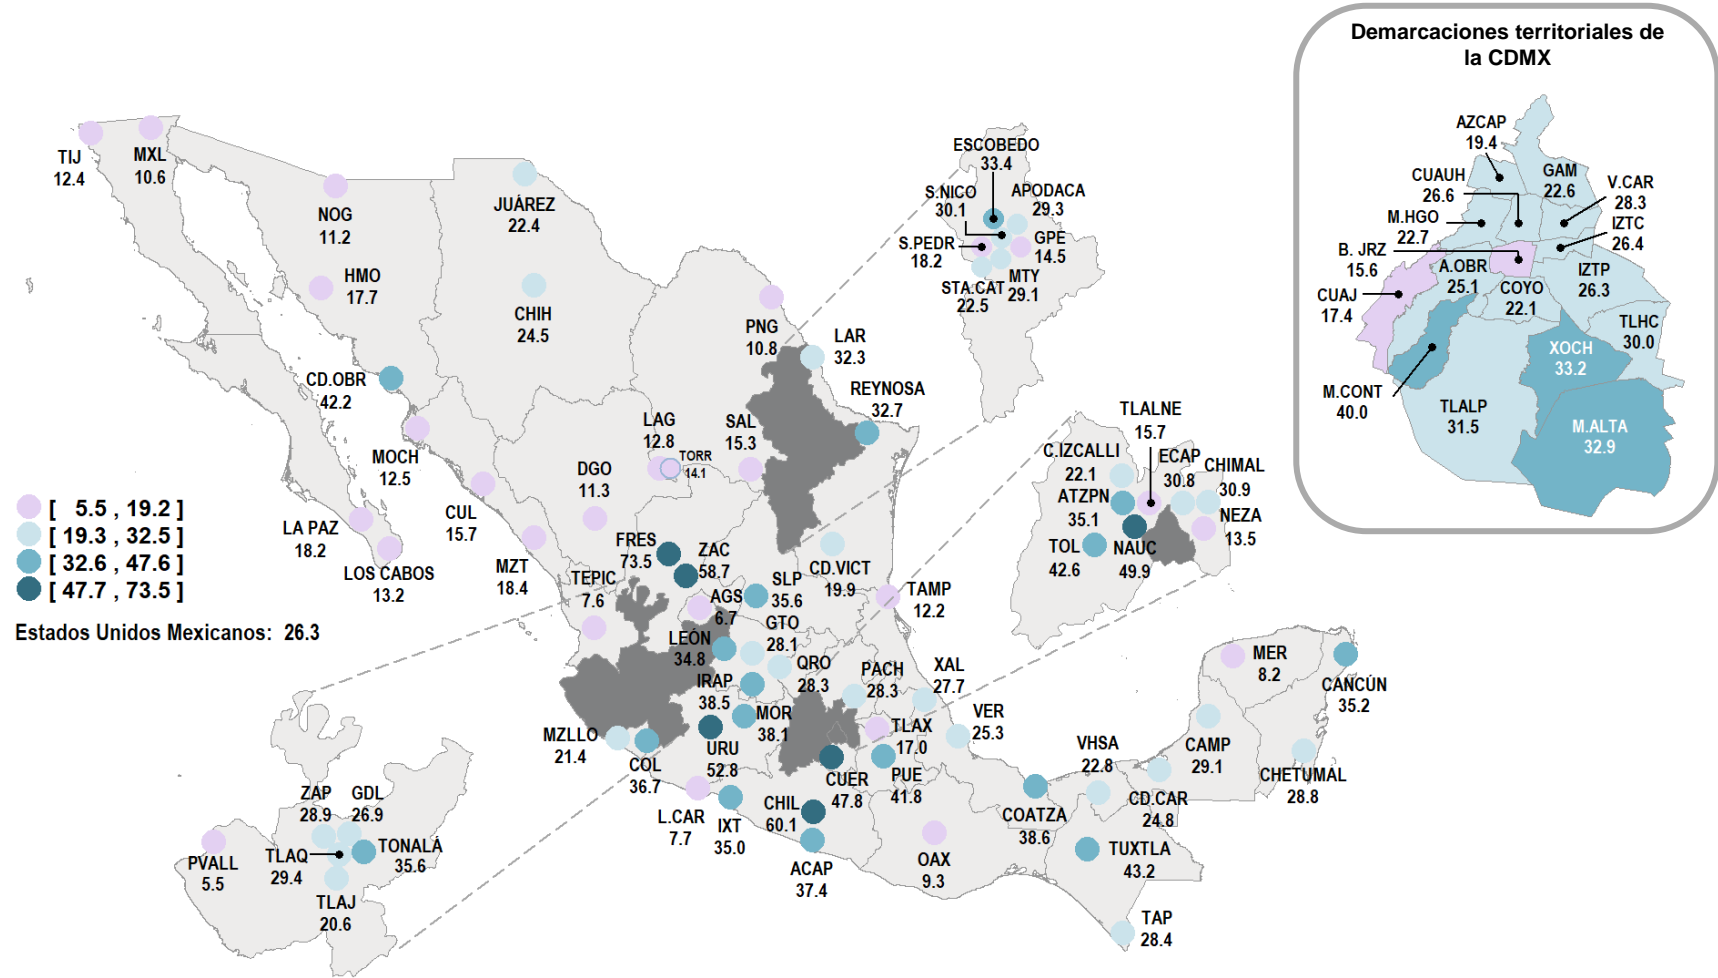 Demarcaciones territoriales de
la CDMX
AZCAP
19.4
CUAUH
26.6
GAM
22.6
V.CAR
28.3
M.HGO
22.7
IZTC
26.4
B. JRZ
15.6
A.OBR
25.1
COYO
22.1
IZTP
26.3
CUAJ
17.4
TLHC
30.0
XOCH
33.2
M.CONT
40.0
TLALP
31.5
M.ALTA
32.9
TIJ
12.4
MXL
10.6
NOG
11.2
HMO
17.7
JUÁREZ
22.4
CHIH
24.5
CD.OBR
42.2
MOCH
12.5
CUL
15.7
LA PAZ
18.2
LOS CABOS
13.2
MZT
18.4
DGO
11.3
LAG
12.8
TORR
14.1
SAL
15.3
PNG
10.8
LAR
32.3
REYNOSA
32.7
ESCOBEDO
33.4
S.NICO
30.1
APODACA
29.3
S.PEDR
18.2
GPE
14.5
STA.CAT
22.5
MTY
29.1
TLALNE
15.7
C.IZCALLI
22.1
ECAP
30.8
CHIMAL
30.9
ATZPN
35.1
NEZA
13.5
TOL
42.6
NAUC
49.9
[ 5.5 , 19.2 ]
[ 19.3 , 32.5 ]
[ 32.6 , 47.6 ]
[ 47.7 , 73.5 ]
Estados Unidos Mexicanos: 26.3
FRES
73.5
ZAC
58.7
TEPIC
7.6
AGS
6.7
SLP
35.6
CD.VICT
19.9
TAMP
12.2
LEÓN
34.8
GTO
28.1
QRO
28.3
PACH
28.3
XAL
27.7
IRAP
38.5
MOR
38.1
MZLLO
21.4
COL
36.7
URU
52.8
CUER
47.8
TLAX
17.0
PUE
41.8
VER
25.3
L.CAR
7.7
IXT
35.0
CHIL
60.1
ACAP
37.4
OAX
9.3
COATZA
38.6
VHSA
22.8
CD.CAR
24.8
TUXTLA
43.2
TAP
28.4
MER
8.2
CANCÚN
35.2
CAMP
29.1
CHETUMAL
28.8
ZAP
28.9
GDL
26.9
PVALL
5.5
TLAQ
29.4
TONALÁ
35.6
TLAJ
20.6